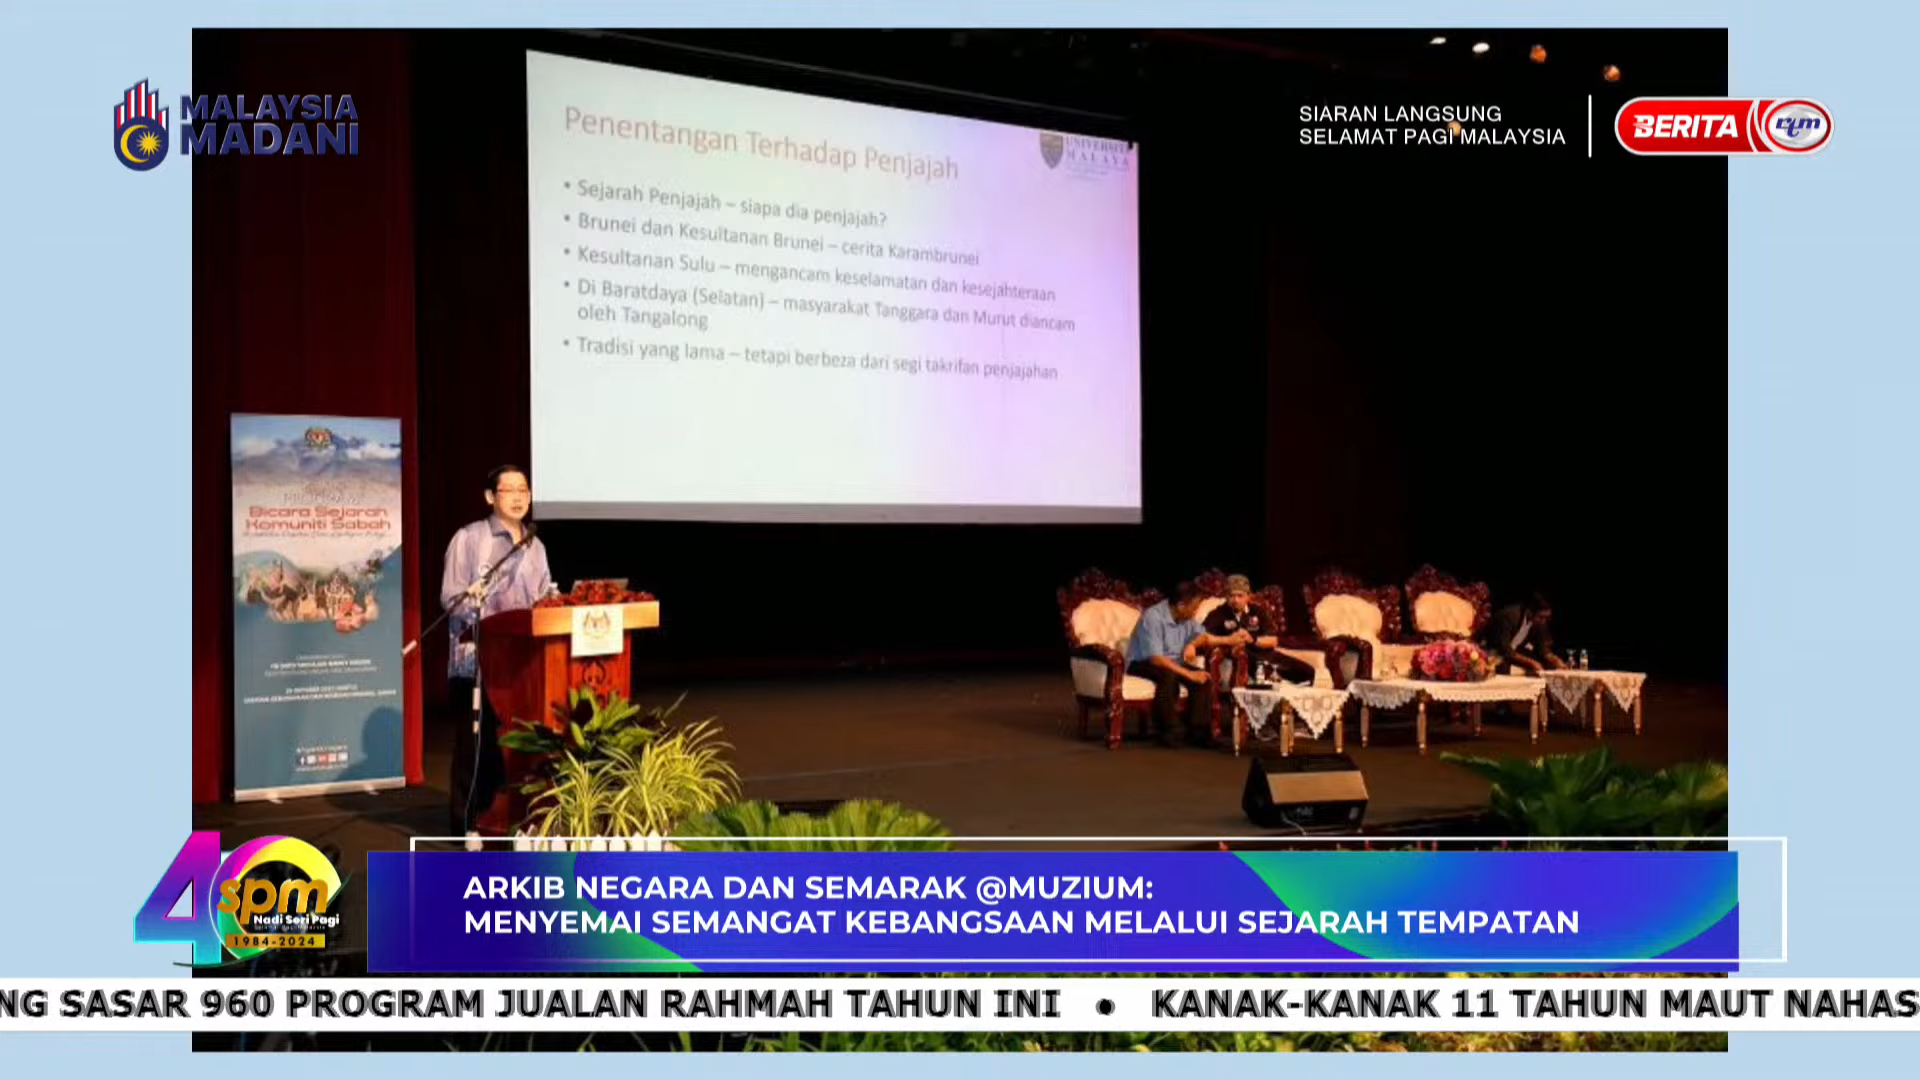 MALAYSIA
MADANI
SIARAN LANGSUNG
SELAMAT PAGI MALAYSIA
BERITA rtm
Penentangan Terhadap Penjajah
UNIVERSITI
MALAYA
• Sejarah Penjajah – siapa dia penjajah?
• Brunei dan Kesultanan Brunei – cerita Karambrunei
• Kesultanan Sulu – mengancam keselamatan dan kesejahteraan
• Di Baratdaya (Selatan) – masyarakat Tanggara dan Murut diancam
oleh Tangalong
• Tradisi yang lama – tetapi berbeza dari segi takrifan penjajahan
Bicara Sejarah
Komuniti Sabah
40 spm
Nadi Seri Pagi
1984-2024
ARKIB NEGARA DAN SEMARAK @MUZIUM:
MENYEMAI SEMANGAT KEBANGSAAN MELALUI SEJARAH TEMPATAN
NG SASAR 960 PROGRAM JUALAN RAHMAH TAHUN INI • KANAK-KANAK 11 TAHUN MAUT NAHAS